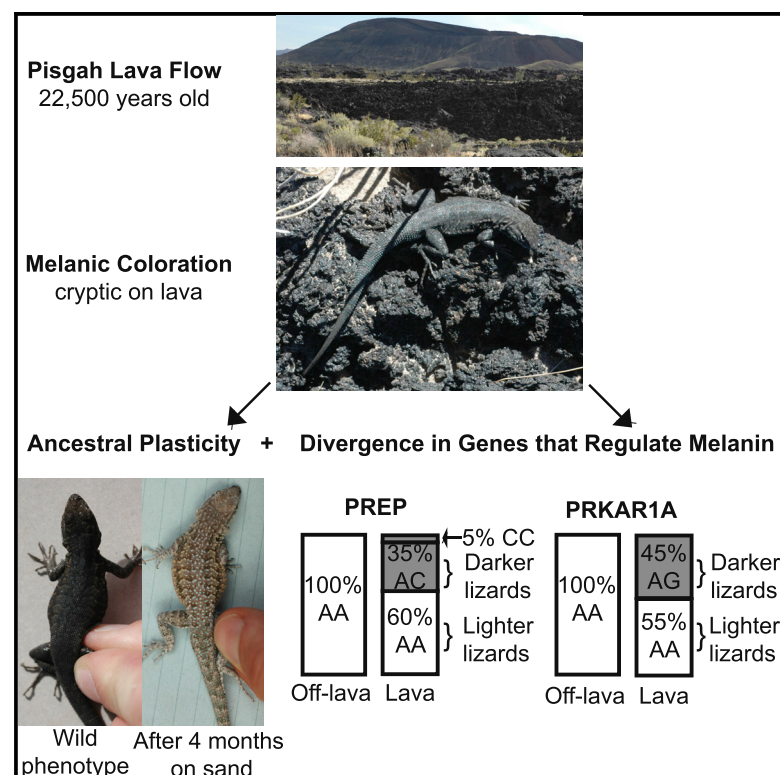 Pisgah Lava Flow
22,500 years old
Melanic Coloration
cryptic on lava
Ancestral Plasticity + Divergence in Genes that Regulate Melanin
PREP
PRKAR1A
100%
AA
5% CC
35%
AC
Darker
lizards
60%
AA
Lighter
lizards
Off-lava Lava
100%
AA
45%
AG
Darker
lizards
55%
AA
Lighter
lizards
Off-lava Lava
Wild
phenotype
After 4 months
on sand